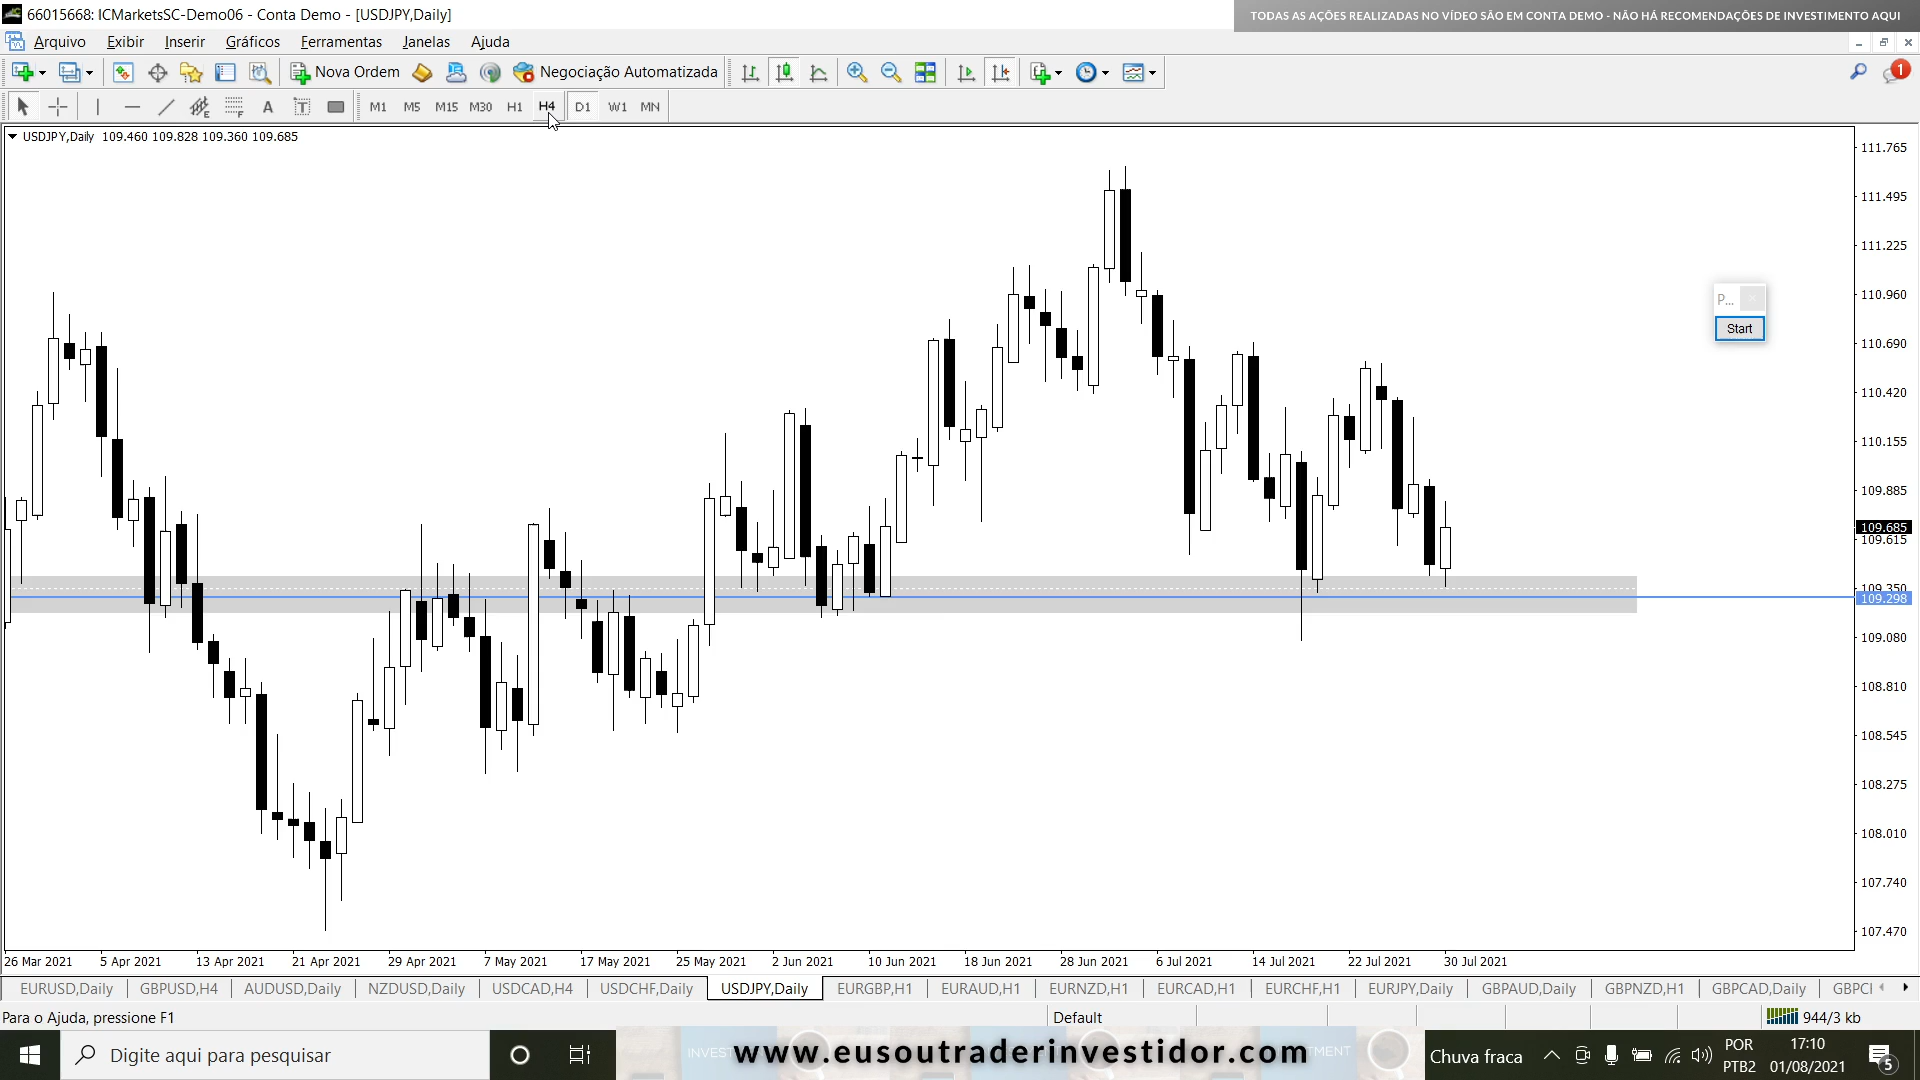 66015668: ICMarketsSC-Demo06 - Conta Demo - [USDJPY,Daily]
TODAS AS AÇÕES REALIZADAS NO VÍDEO SÃO EM CONTA DEMO - NÃO HÁ RECOMENDAÇÕES DE INVESTIMENTO AQUI
Arquivo Exibir Inserir Gráficos Ferramentas Janelas Ajuda
Nova Ordem Negociação Automatizada 1
A T M1 M5 M15 M30 H1 H4 D1 W1 MN
USDJPY,Daily 109.460 109.828 109.360 109.685
111.765
111.495
111.225
110.960
P...
Start
110.690
110.420
110.155
109.885
109.685
109.615
109.350
109.298
109.080
108.810
108.545
108.275
108.010
107.740
107.470
26 Mar 2021 5 Apr 2021 13 Apr 2021 21 Apr 2021 29 Apr 2021 7 May 2021 17 May 2021 25 May 2021 2 Jun 2021 10 Jun 2021 18 Jun 2021 28 Jun 2021 6 Jul 2021 14 Jul 2021 22 Jul 2021 30 Jul 2021
EURUSD,Daily GBPUSD,H4 AUDUSD,Daily NZDUSD,Daily USDCAD,H4 USDCHF,Daily USDJPY,Daily EURGBP,H1 EURAUD,H1 EURNZD,H1 EURCAD,H1 EURCHF,H1 EURJPY,Daily GBPAUD,Daily GBPNZD,H1 GBPCAD,Daily GBPCI
Para o Ajuda, pressione F1 Default 944/3 kb
Digite aqui para pesquisar
www.eusoutraderinvestidor.com
Chuva fraca
POR
PTB2
17:10
01/08/2021
5